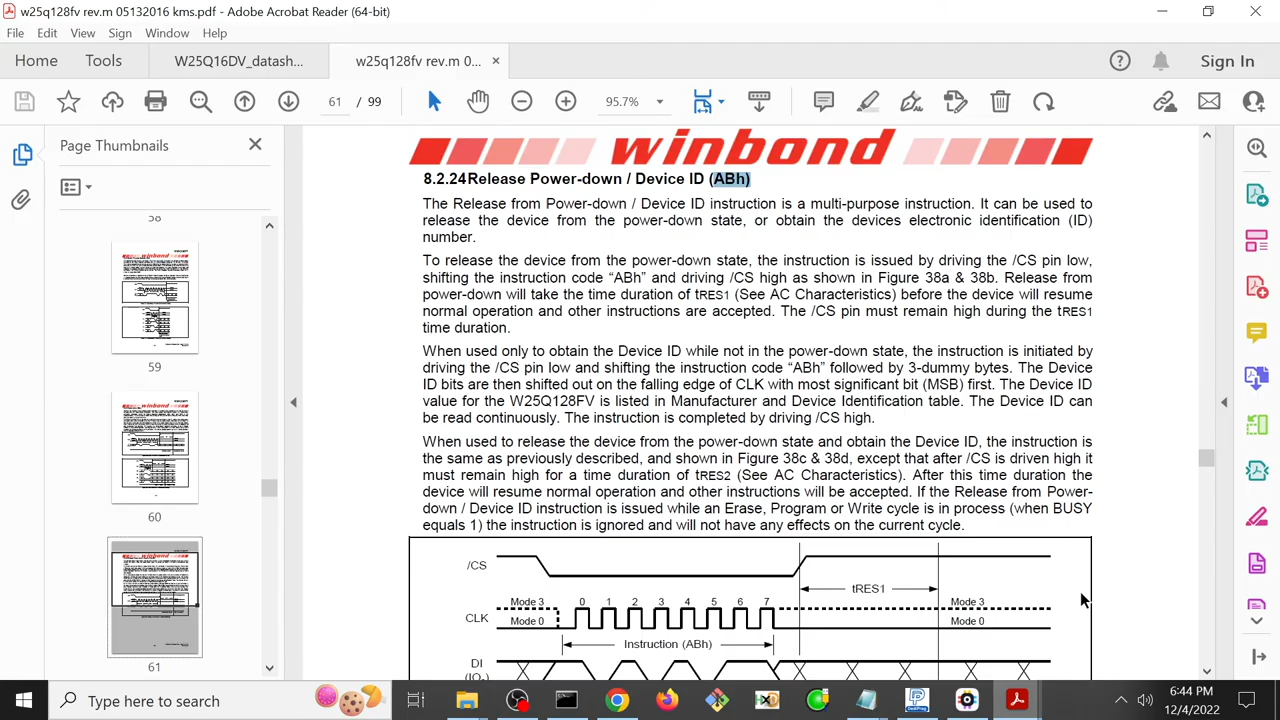 w25q128fv rev.m 05132016 kms.pdf - Adobe Acrobat Reader (64-bit)
File Edit View Sign Window Help
Home Tools W25Q16DV_datash... w25q128fv rev.m 0... Sign In
61 / 99 95.7%
Page Thumbnails
58
59
60
61
winbond
8.2.24Release Power-down / Device ID (ABh)
The Release from Power-down / Device ID instruction is a multi-purpose instruction. It can be used to
release the device from the power-down state, or obtain the devices electronic identification (ID)
number.
To release the device from the power-down state, the instruction is issued by driving the /CS pin low,
shifting the instruction code “ABh” and driving /CS high as shown in Figure 38a & 38b. Release from
power-down will take the time duration of tRES1 (See AC Characteristics) before the device will resume
normal operation and other instructions are accepted. The /CS pin must remain high during the tRES1
time duration.
When used only to obtain the Device ID while not in the power-down state, the instruction is initiated by
driving the /CS pin low and shifting the instruction code “ABh” followed by 3-dummy bytes. The Device
ID bits are then shifted out on the falling edge of CLK with most significant bit (MSB) first. The Device ID
value for the W25Q128FV is listed in Manufacturer and Device Identification table. The Device ID can
be read continuously. The instruction is completed by driving /CS high.
When used to release the device from the power-down state and obtain the Device ID, the instruction is
the same as previously described, and shown in Figure 38c & 38d, except that after /CS is driven high it
must remain high for a time duration of tRES2 (See AC Characteristics). After this time duration the
device will resume normal operation and other instructions will be accepted. If the Release from Power-
down / Device ID instruction is issued while an Erase, Program or Write cycle is in process (when BUSY
equals 1) the instruction is ignored and will not have any effects on the current cycle.
/CS
tRES1
Mode 3 0 1 2 3 4 5 6 7 Mode 3
CLK Mode 0 Mode 0
Instruction (ABh)
DI
Type here to search
6:44 PM
12/4/2022